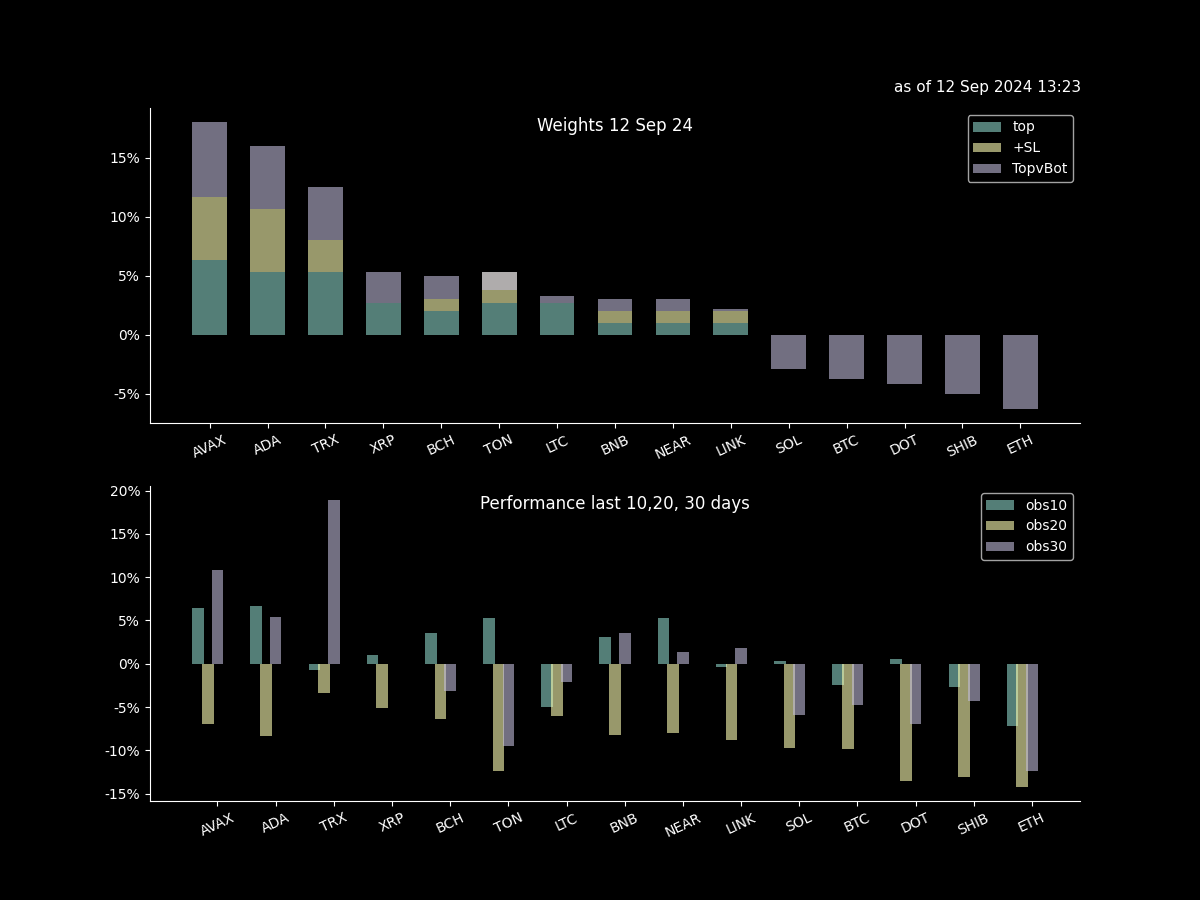 as of 12 Sep 2024 13:23
Weights 12 Sep 24
top
+SL
TopvBot
15%
10%
5%
0%
-5%
AVAX ADA TRX XRP BCH TON LTC BNB NEAR LINK SOL BTC DOT SHIB ETH
Performance last 10,20, 30 days
obs10
obs20
obs30
20%
15%
10%
5%
0%
-5%
-10%
-15%
AVAX ADA TRX XRP BCH TON LTC BNB NEAR LINK SOL BTC DOT SHIB ETH